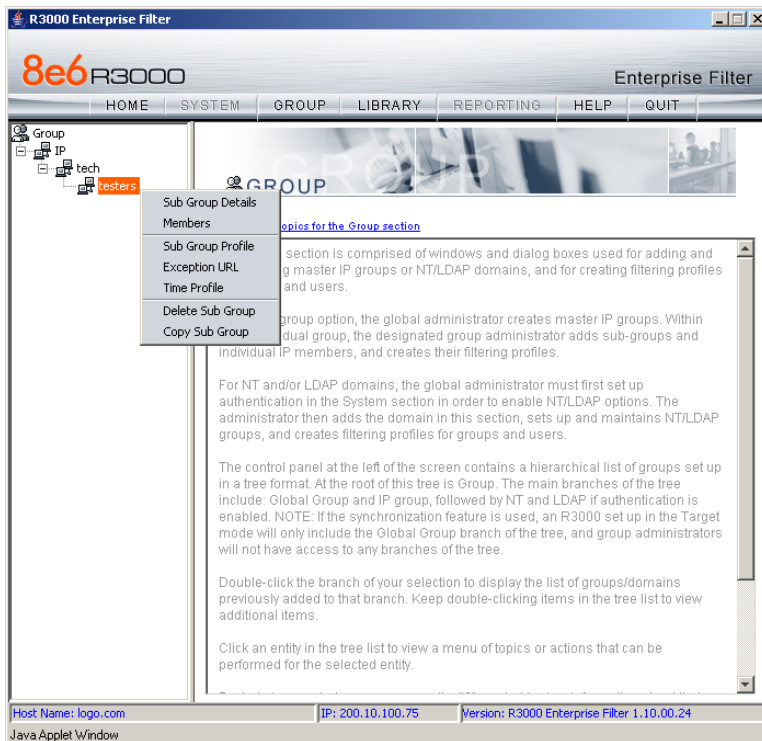 R3000 Enterprise Filter
8e6 R3000
Enterprise Filter
HOME SYSTEM GROUP LIBRARY REPORTING HELP QUIT
Group
IP
tech
testers
GROUP
GROUP
Sub Group Details
Members
Sub Group Profile
Exception URL
Time Profile
Delete Sub Group
Copy Sub Group
opics for the Group section
section is comprised of windows and dialog boxes used for adding and
g master IP groups or NT/LDAP domains, and for creating filtering profiles
and users.
group option, the global administrator creates master IP groups. Within
dual group, the designated group administrator adds sub-groups and
individual IP members, and creates their filtering profiles.
For NT and/or LDAP domains, the global administrator must first set up
authentication in the System section in order to enable NT/LDAP options. The
administrator then adds the domain in this section, sets up and maintains NT/LDAP
groups, and creates filtering profiles for groups and users.
The control panel at the left of the screen contains a hierarchical list of groups set up
in a tree format. At the root of this tree is Group. The main branches of the tree
include: Global Group and IP group, followed by NT and LDAP if authentication is
enabled. NOTE: If the synchronization feature is used, an R3000 set up in the Target
mode will only include the Global Group branch of the tree, and group administrators
will not have access to any branches of the tree.
Double-click the branch of your selection to display the list of groups/domains
previously added to that branch. Keep double-clicking items in the tree list to view
additional items.
Click an entity in the tree list to view a menu of topics or actions that can be
performed for the selected entity.
Host Name: logo.com IP: 200.10.100.75 Version: R3000 Enterprise Filter 1.10.00.24
Java Applet Window